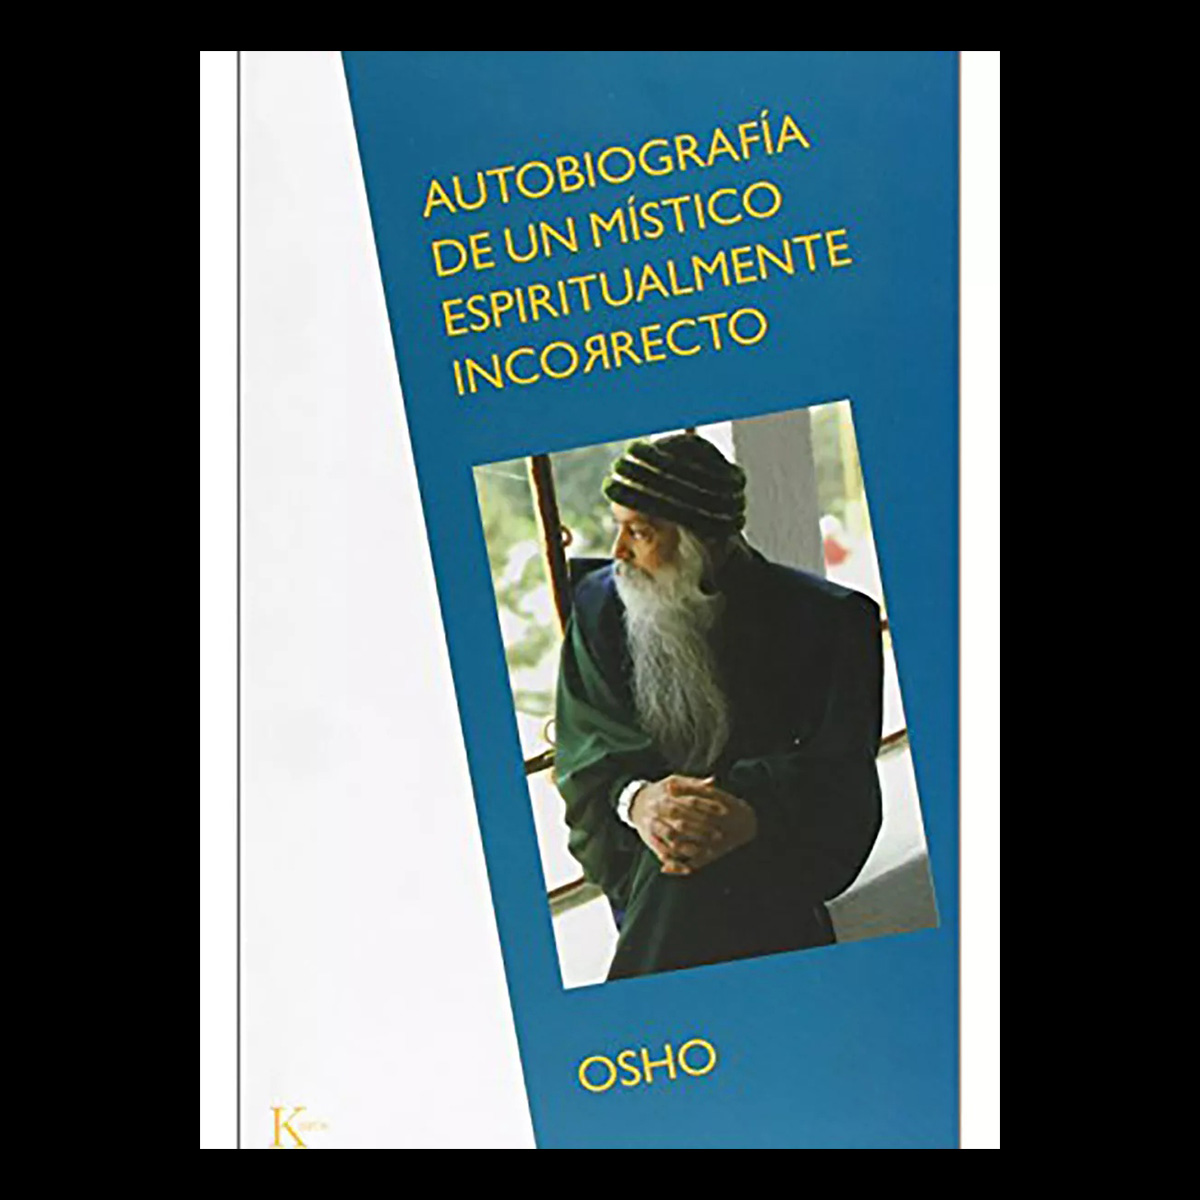 AUTOBIOGRAFÍA
DE UN MÍSTICO
ESPIRITUALMENTE
INCOЯRECTO
OSHO
K